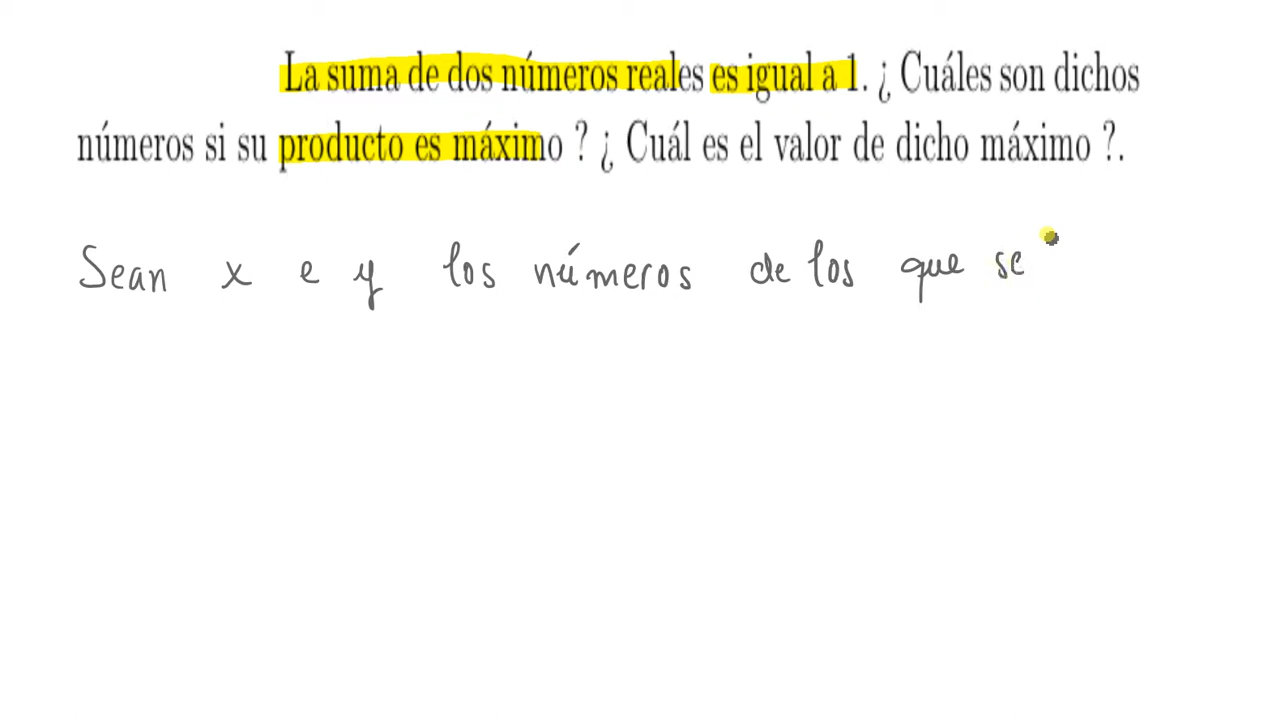 La suma de dos números reales es igual a 1. ¿ Cuáles son dichos
números si su producto es máximo ? ¿ Cuál es el valor de dicho máximo ?.
Sean x e y los números de los que se